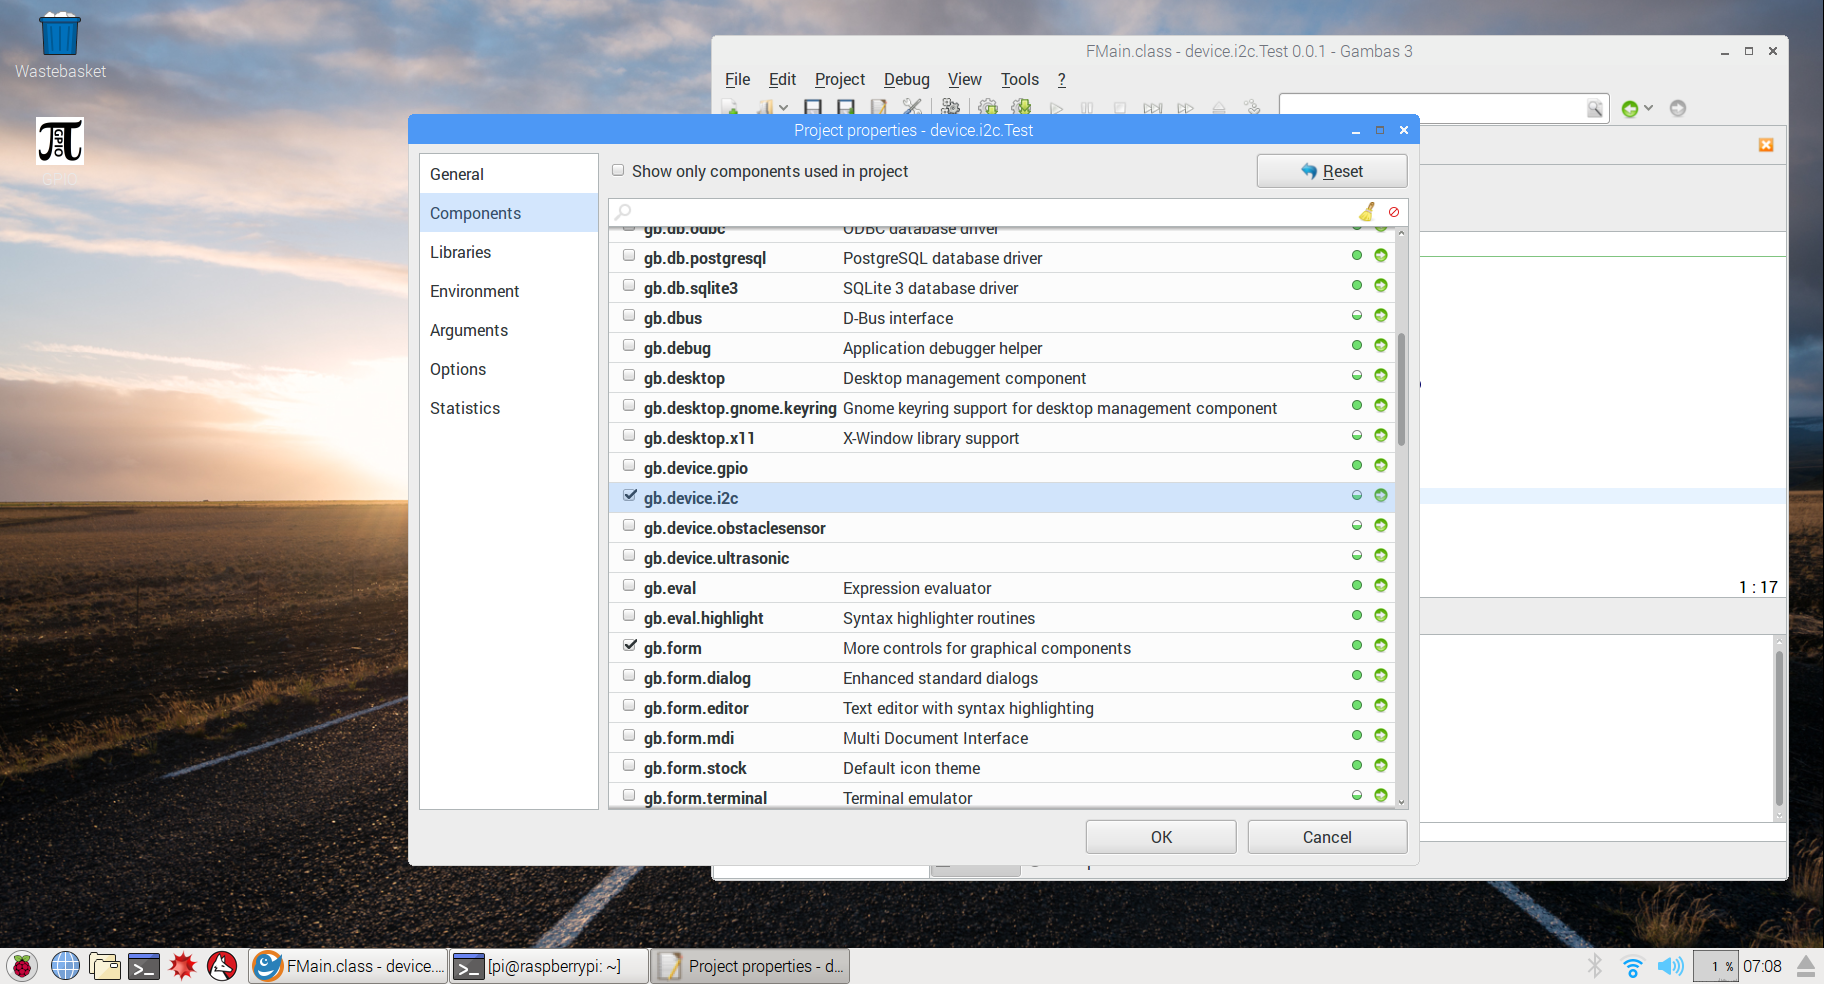 Wastebasket
GPIO
FMain.class - device.i2c.Test 0.0.1 - Gambas 3
File Edit Project Debug View Tools ?
Project properties - device.i2c.Test
General
Components
Libraries
Environment
Arguments
Options
Statistics
Show only components used in project
Reset
gb.db.odbc ODBC database driver
gb.db.postgresql PostgreSQL database driver
gb.db.sqlite3 SQLite 3 database driver
gb.dbus D-Bus interface
gb.debug Application debugger helper
gb.desktop Desktop management component
gb.desktop.gnome.keyring Gnome keyring support for desktop management component
gb.desktop.x11 X-Window library support
gb.device.gpio
gb.device.i2c
gb.device.obstaclesensor
gb.device.ultrasonic
gb.eval Expression evaluator
gb.eval.highlight Syntax highlighter routines
gb.form More controls for graphical components
gb.form.dialog Enhanced standard dialogs
gb.form.editor Text editor with syntax highlighting
gb.form.mdi Multi Document Interface
gb.form.stock Default icon theme
gb.form.terminal Terminal emulator
OK Cancel
1 : 17
FMain.class - device....
[pi@raspberrypi: ~]
Project properties - d...
1 %
07:08